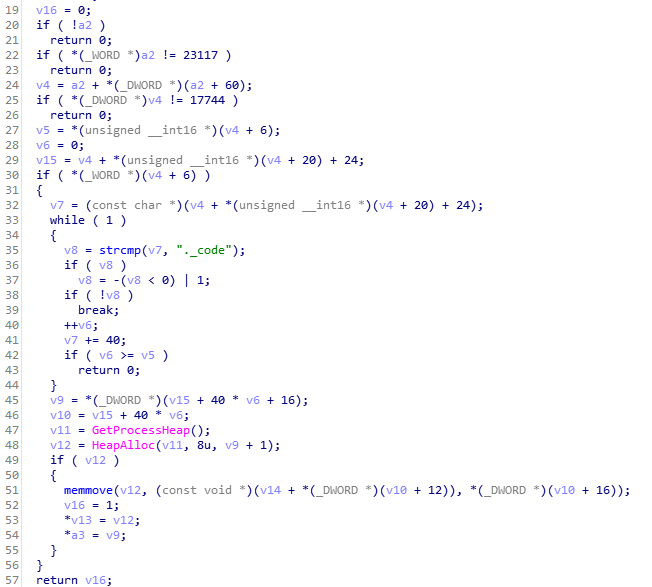 19 v16 = 0;
20 if ( !a2 )
21 return 0;
22 if ( *(_WORD *)a2 != 23117 )
23 return 0;
24 v4 = a2 + *(_DWORD *)(a2 + 60);
25 if ( *(_DWORD *)v4 != 17744 )
26 return 0;
27 v5 = *(unsigned __int16 *)(v4 + 6);
28 v6 = 0;
29 v15 = v4 + *(unsigned __int16 *)(v4 + 20) + 24;
30 if ( *(_WORD *)(v4 + 6) )
31 {
32 v7 = (const char *)(v4 + *(unsigned __int16 *)(v4 + 20) + 24);
33 while ( 1 )
34 {
35 v8 = strcmp(v7, "._code");
36 if ( v8 )
37 v8 = -(v8 < 0) | 1;
38 if ( !v8 )
39 break;
40 ++v6;
41 v7 += 40;
42 if ( v6 >= v5 )
43 return 0;
44 }
45 v9 = *(_DWORD *)(v15 + 40 * v6 + 16);
46 v10 = v15 + 40 * v6;
47 v11 = GetProcessHeap();
48 v12 = HeapAlloc(v11, 8u, v9 + 1);
49 if ( v12 )
50 {
51 memmove(v12, (const void *)(v14 + *(_DWORD *)(v10 + 12)), *(_DWORD *)(v10 + 16));
52 v16 = 1;
53 *v13 = v12;
54 *a3 = v9;
55 }
56 }
57 return v16;